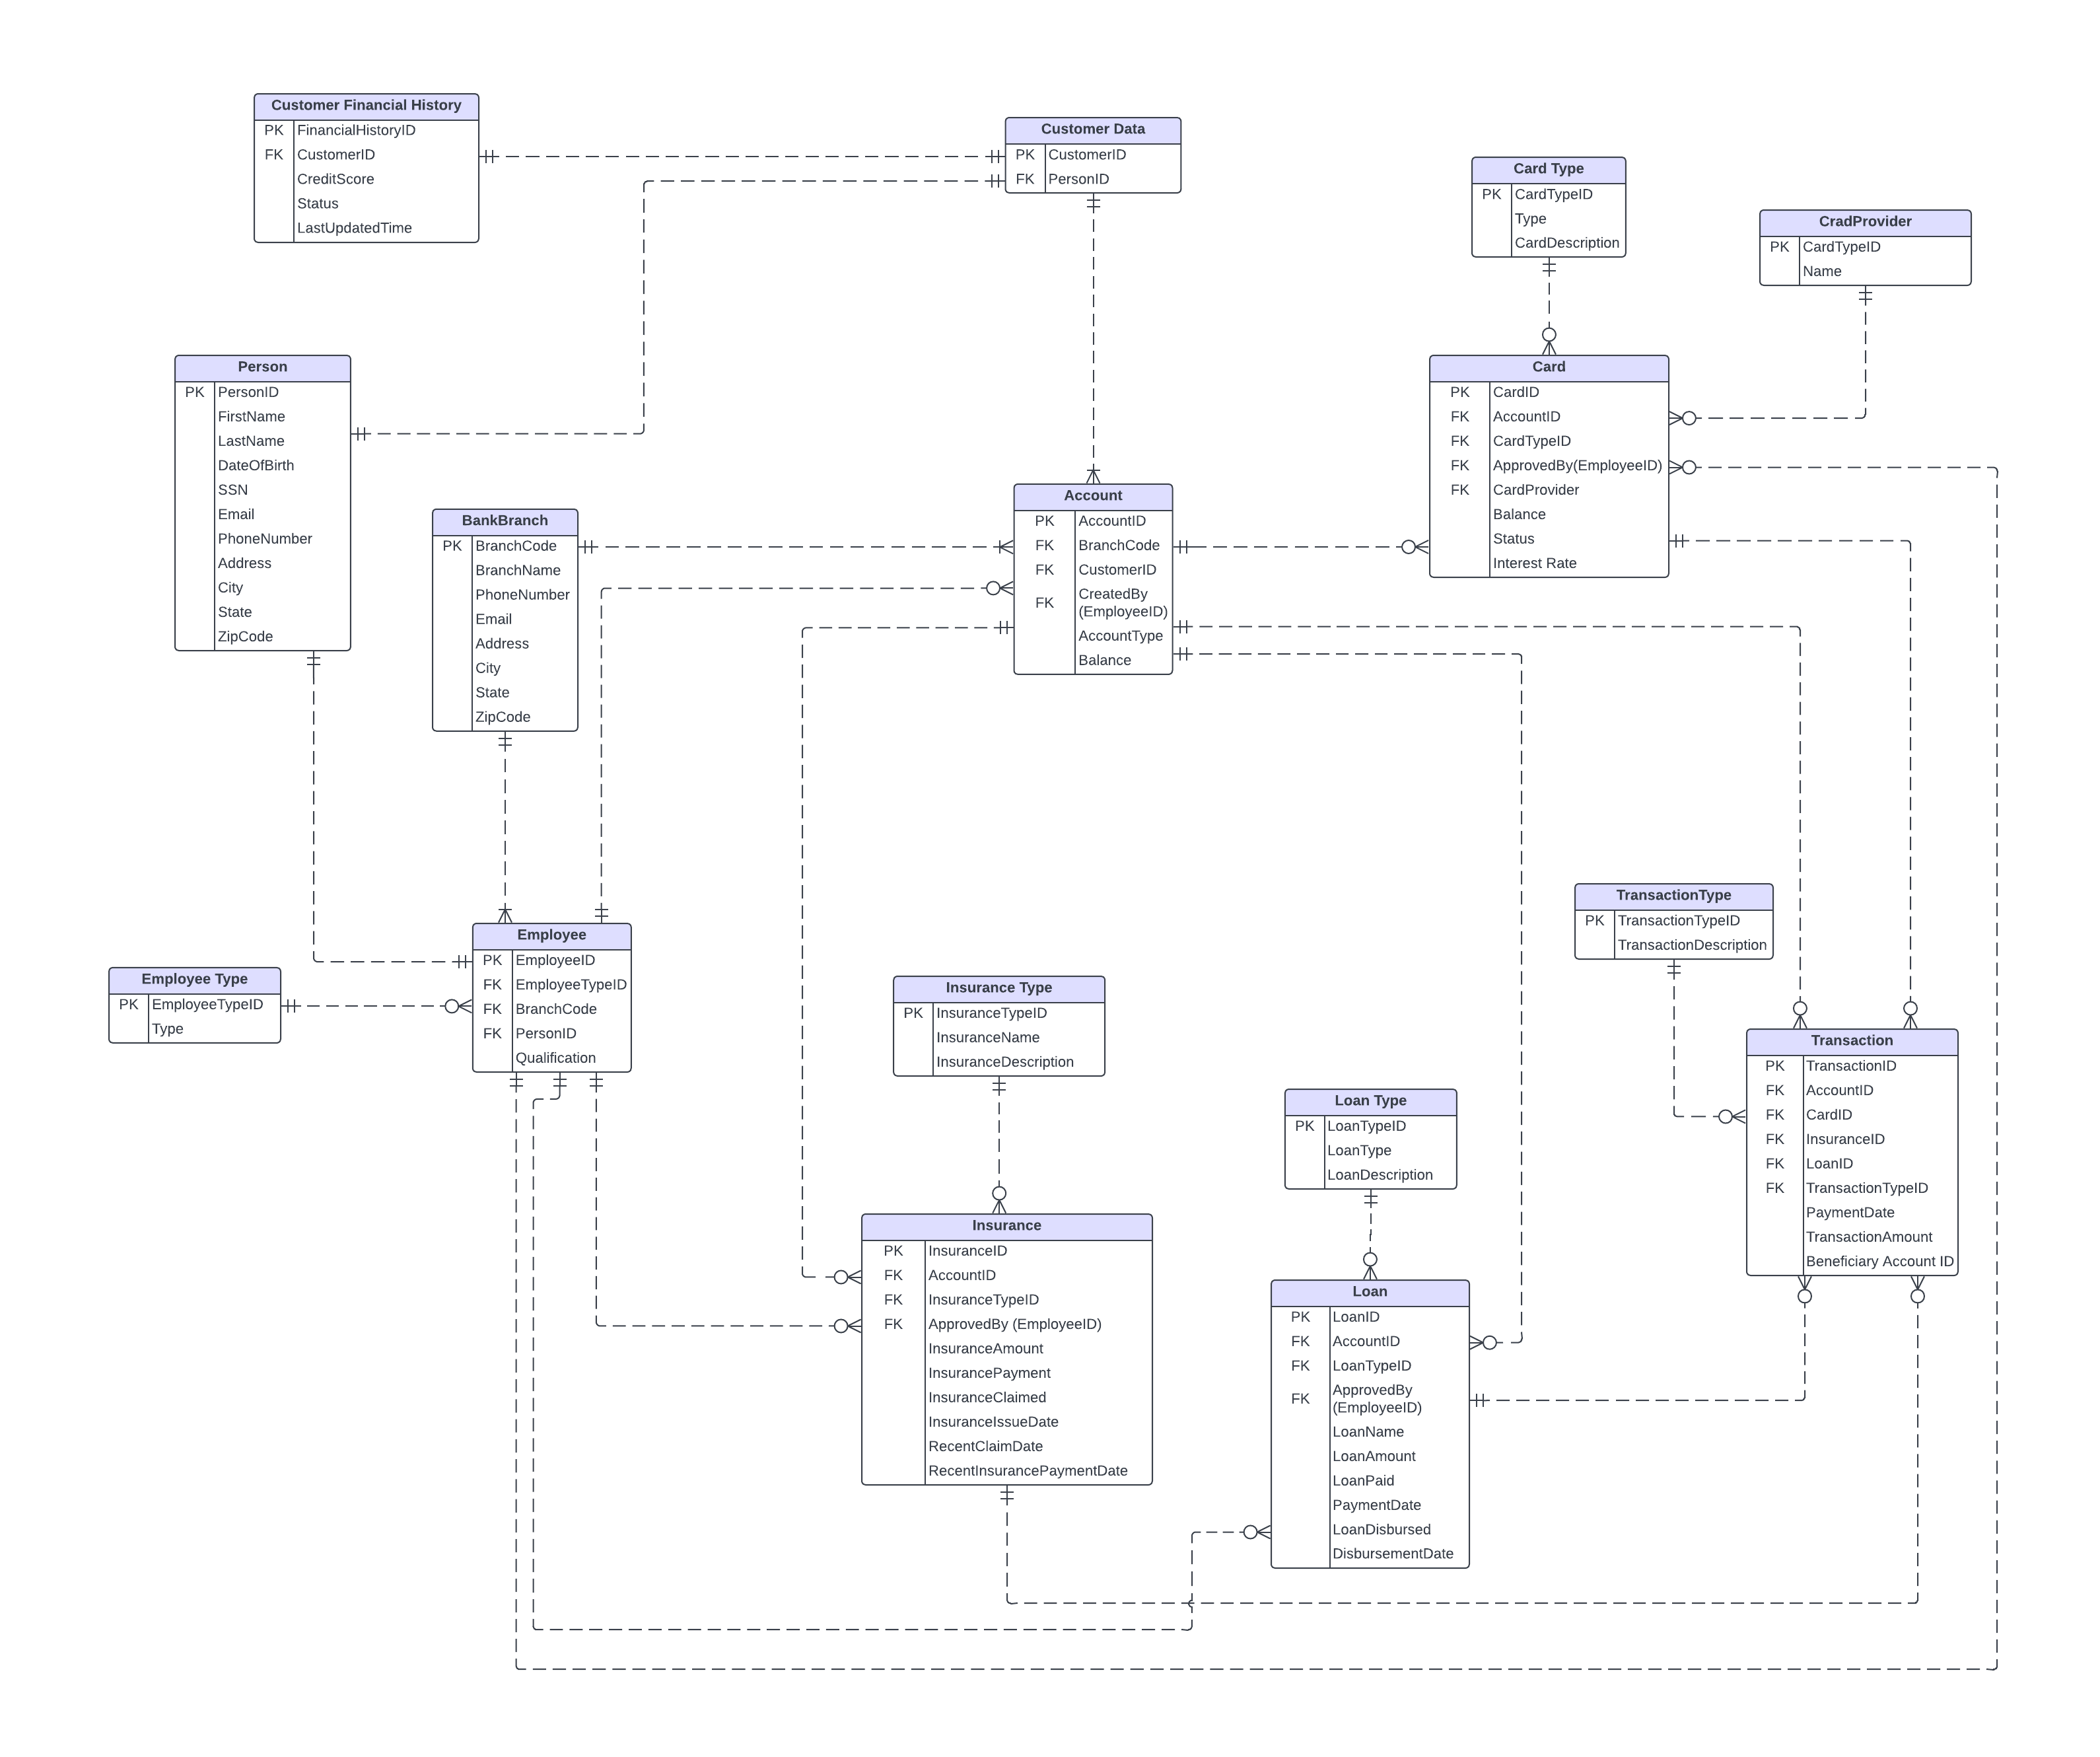 Customer Financial History
PK FinancialHistoryID
FK CustomerID
CreditScore
Status
LastUpdatedTime
Customer Data
PK CustomerID
FK PersonID
Card Type
PK CardTypeID
Type
CardDescription
CradProvider
PK CardTypeID
Name
Person
PK PersonID
FirstName
LastName
DateOfBirth
SSN
Email
PhoneNumber
Address
City
State
ZipCode
BankBranch
PK BranchCode
BranchName
PhoneNumber
Email
Address
City
State
ZipCode
Account
PK AccountID
FK BranchCode
FK CustomerID
FK CreatedBy
(EmployeeID)
AccountType
Balance
Card
PK CardID
FK AccountID
FK CardTypeID
FK ApprovedBy(EmployeeID)
FK CardProvider
Balance
Status
Interest Rate
Employee Type
PK EmployeeTypeID
Type
Employee
PK EmployeeID
FK EmployeeTypeID
FK BranchCode
FK PersonID
Qualification
Insurance Type
PK InsuranceTypeID
InsuranceName
InsuranceDescription
TransactionType
PK TransactionTypeID
TransactionDescription
Loan Type
PK LoanTypeID
LoanType
LoanDescription
Transaction
PK TransactionID
FK AccountID
FK CardID
FK InsuranceID
FK LoanID
FK TransactionTypeID
PaymentDate
TransactionAmount
Beneficiary Account ID
Insurance
PK InsuranceID
FK AccountID
FK InsuranceTypeID
FK ApprovedBy (EmployeeID)
InsuranceAmount
InsurancePayment
InsuranceClaimed
InsuranceIssueDate
RecentClaimDate
RecentInsurancePaymentDate
Loan
PK LoanID
FK AccountID
FK LoanTypeID
FK ApprovedBy
(EmployeeID)
LoanName
LoanAmount
LoanPaid
PaymentDate
LoanDisbursed
DisbursementDate